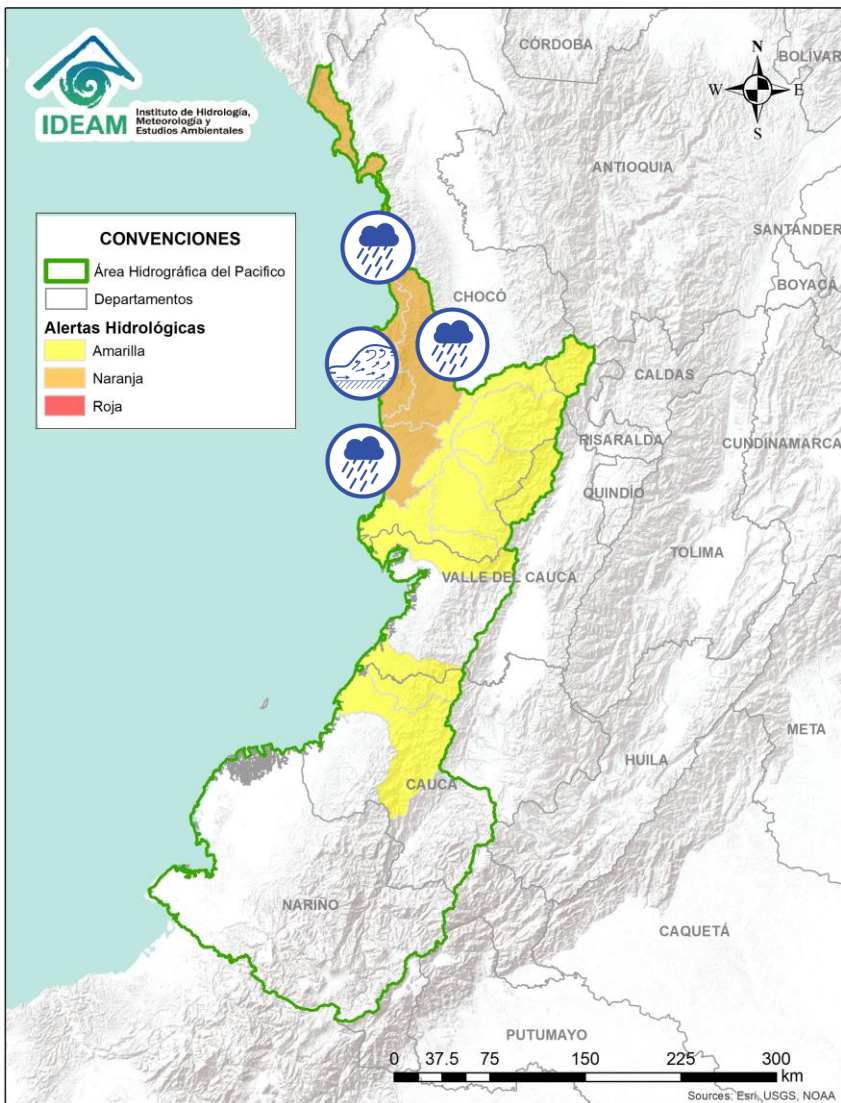 IDEAM
Instituto de Hidrología,
Meteorología y
Estudios Ambientales
CÓRDOBA
BOLÍVAR
N
W
E
S
ANTIOQUIA
SANTANDER
BOYACÁ
CONVENCIONES
Área Hidrográfica del Pacifico
Departamentos
Alertas Hidrológicas
Amarilla
Naranja
Roja
CHOCÓ
CALDAS
RISARALDA
CUNDINAMARCA
QUINDÍO
TOLIMA
VALLE DEL CAUCA
META
HUILA
CAUCA
NARIÑO
CAQUETÁ
PUTUMAYO
0 37.5 75 150 225 300
km
Sources: Esri, USGS, NOAA